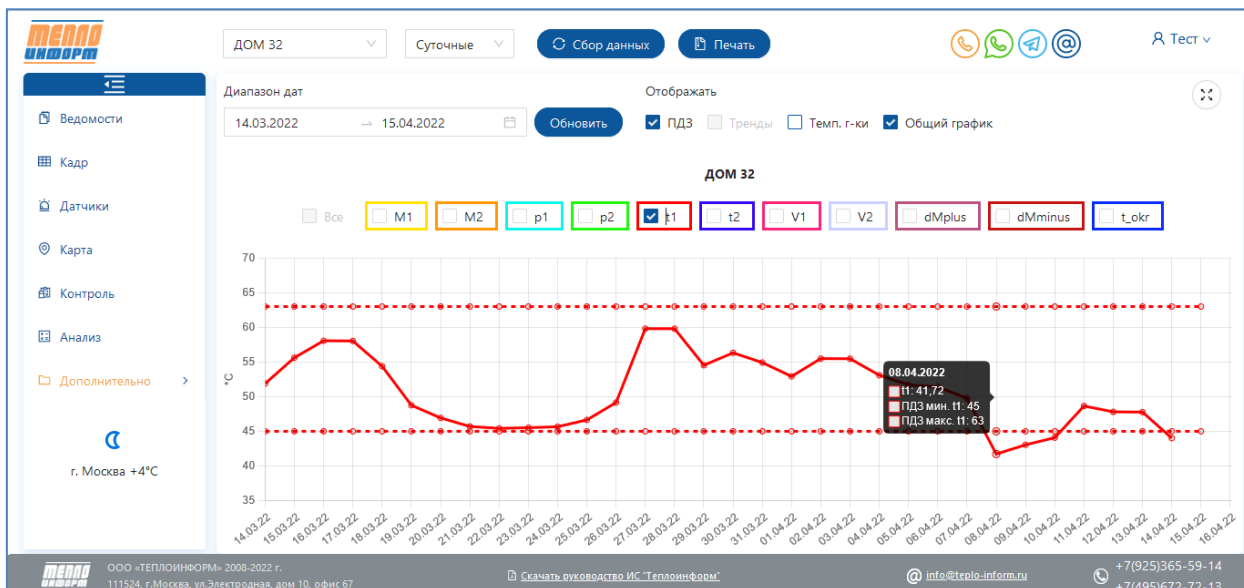 ТЕПЛО
ИНФОРМ
ДОМ 32
Суточные
Сбор данных
Печать
Тест
Диапазон дат
Отображать
14.03.2022 → 15.04.2022
Обновить
ПДЗ
Тренды
Темп. г-ки
Общий график
Ведомости
Кадр
Датчики
Карта
Контроль
Анализ
Дополнительно
г. Москва +4°C
ДОМ 32
Все M1 M2 p1 p2 t1 t2 V1 V2 dMplus dMminus t_okr
70
65
60
55
50
45
40
35
°C
08.04.2022
t1: 41,72
ПДЗ мин. t1: 45
ПДЗ макс. t1: 63
14.03.22 15.03.22 16.03.22 17.03.22 18.03.22 19.03.22 20.03.22 21.03.22 22.03.22 23.03.22 24.03.22 25.03.22 26.03.22 27.03.22 28.03.22 29.03.22 30.03.22 31.03.22 01.04.22 02.04.22 03.04.22 04.04.22 05.04.22 06.04.22 07.04.22 08.04.22 09.04.22 10.04.22 11.04.22 12.04.22 13.04.22 14.04.22 15.04.22 16.04.22
ТЕПЛО
ИНФОРМ
ООО «ТЕПЛОИНФОРМ» 2008-2022 г.
111524, г.Москва, ул.Электродная, дом 10, офис 67
Скачать руководство ИС "Теплоинформ"
info@teplo-inform.ru
+7(925)365-59-14
+7(495)672-72-13